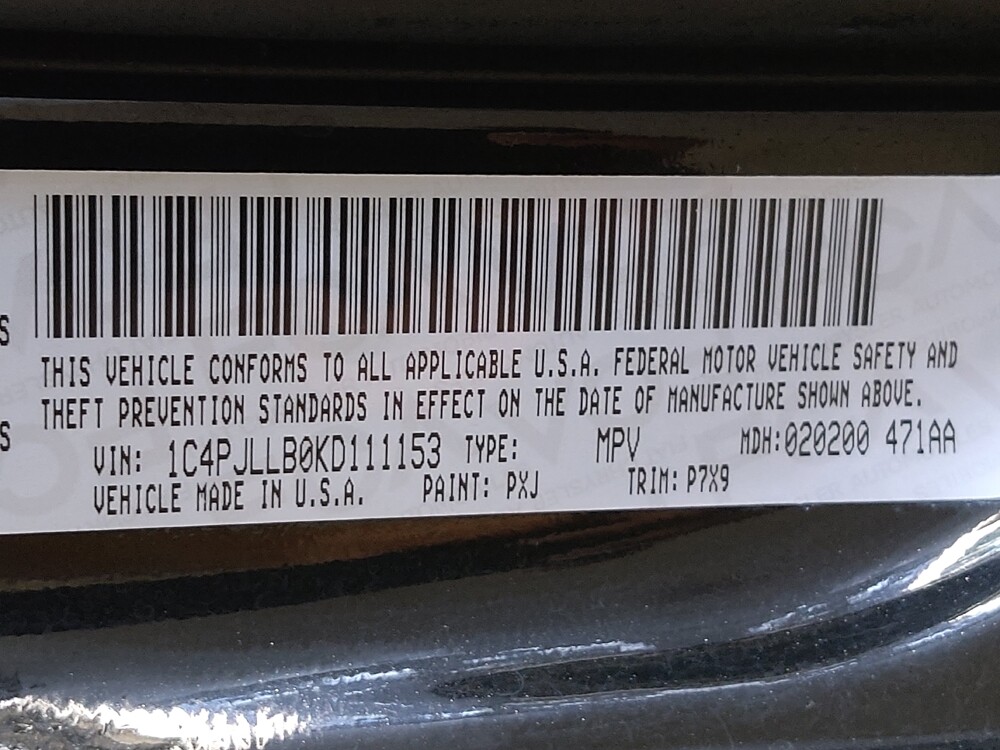 THIS VEHICLE CONFORMS TO ALL APPLICABLE U.S.A. FEDERAL MOTOR VEHICLE SAFETY AND
THEFT PREVENTION STANDARDS IN EFFECT ON THE DATE OF MANUFACTURE SHOWN ABOVE.
VIN: 1C4PJLLB0KD111153 TYPE: MPV MDH:020200 471AA
VEHICLE MADE IN U.S.A. PAINT: PXJ TRIM: P7X9